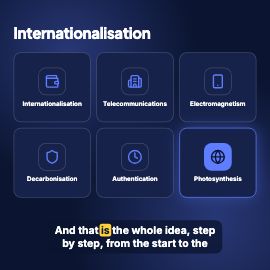 Internationalisation
Internationalisation
Telecommunications
Electromagnetism
Decarbonisation
Authentication
Photosynthesis
And that is the whole idea, step
by step, from the start to the